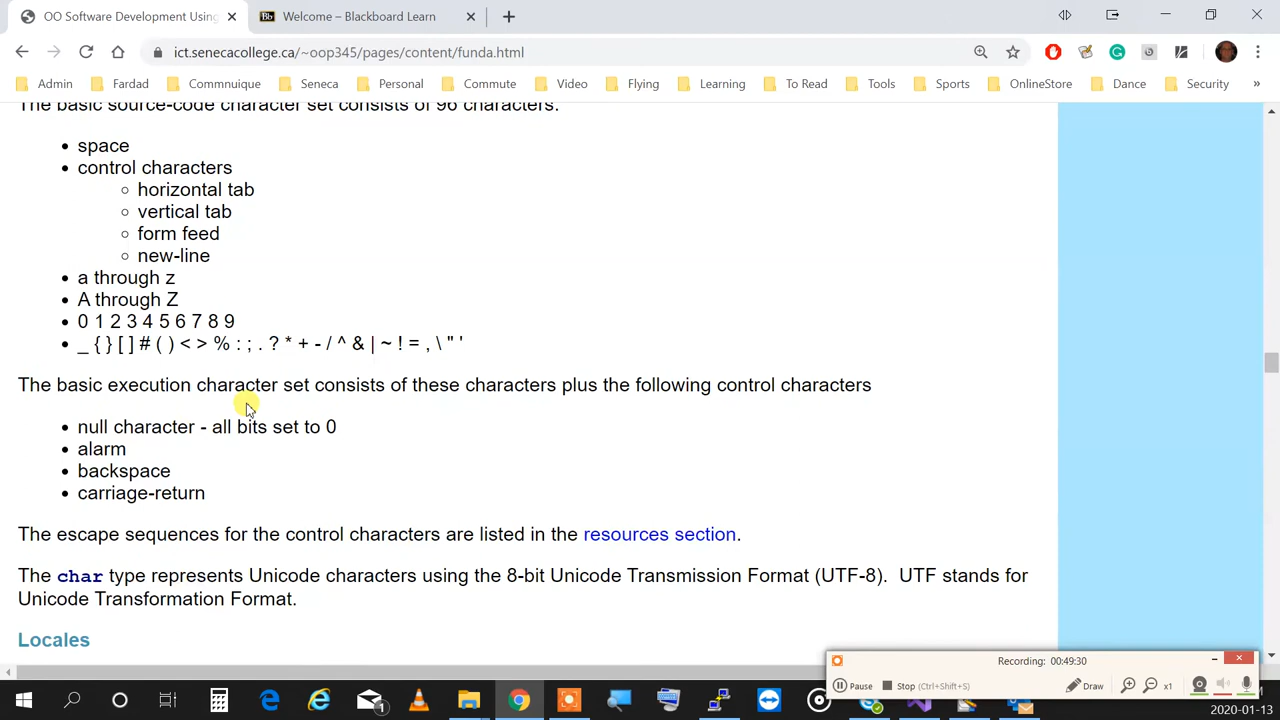 OO Software Development Using
Welcome – Blackboard Learn
ict.senecacollege.ca/~oop345/pages/content/funda.html
Admin Fardad Commnuique Seneca Personal Commute Video Flying Learning To Read Tools Sports OnlineStore Dance Security »
The basic source-code character set consists of 96 characters:
space
control characters
horizontal tab
vertical tab
form feed
new-line
a through z
A through Z
0 1 2 3 4 5 6 7 8 9
_ { } [ ] # ( ) < > % : ; . ? * + - / ^ & | ~ ! = , \ " '
The basic execution character set consists of these characters plus the following control characters
null character - all bits set to 0
alarm
backspace
carriage-return
The escape sequences for the control characters are listed in the resources section.
The char type represents Unicode characters using the 8-bit Unicode Transmission Format (UTF-8). UTF stands for
Unicode Transformation Format.
Locales
Recording: 00:49:30
Pause Stop (Ctrl+Shift+S) Draw x1
1
2020-01-13